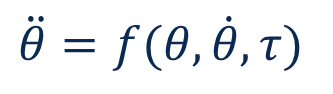 θ̈ = f(θ, θ̇, τ)